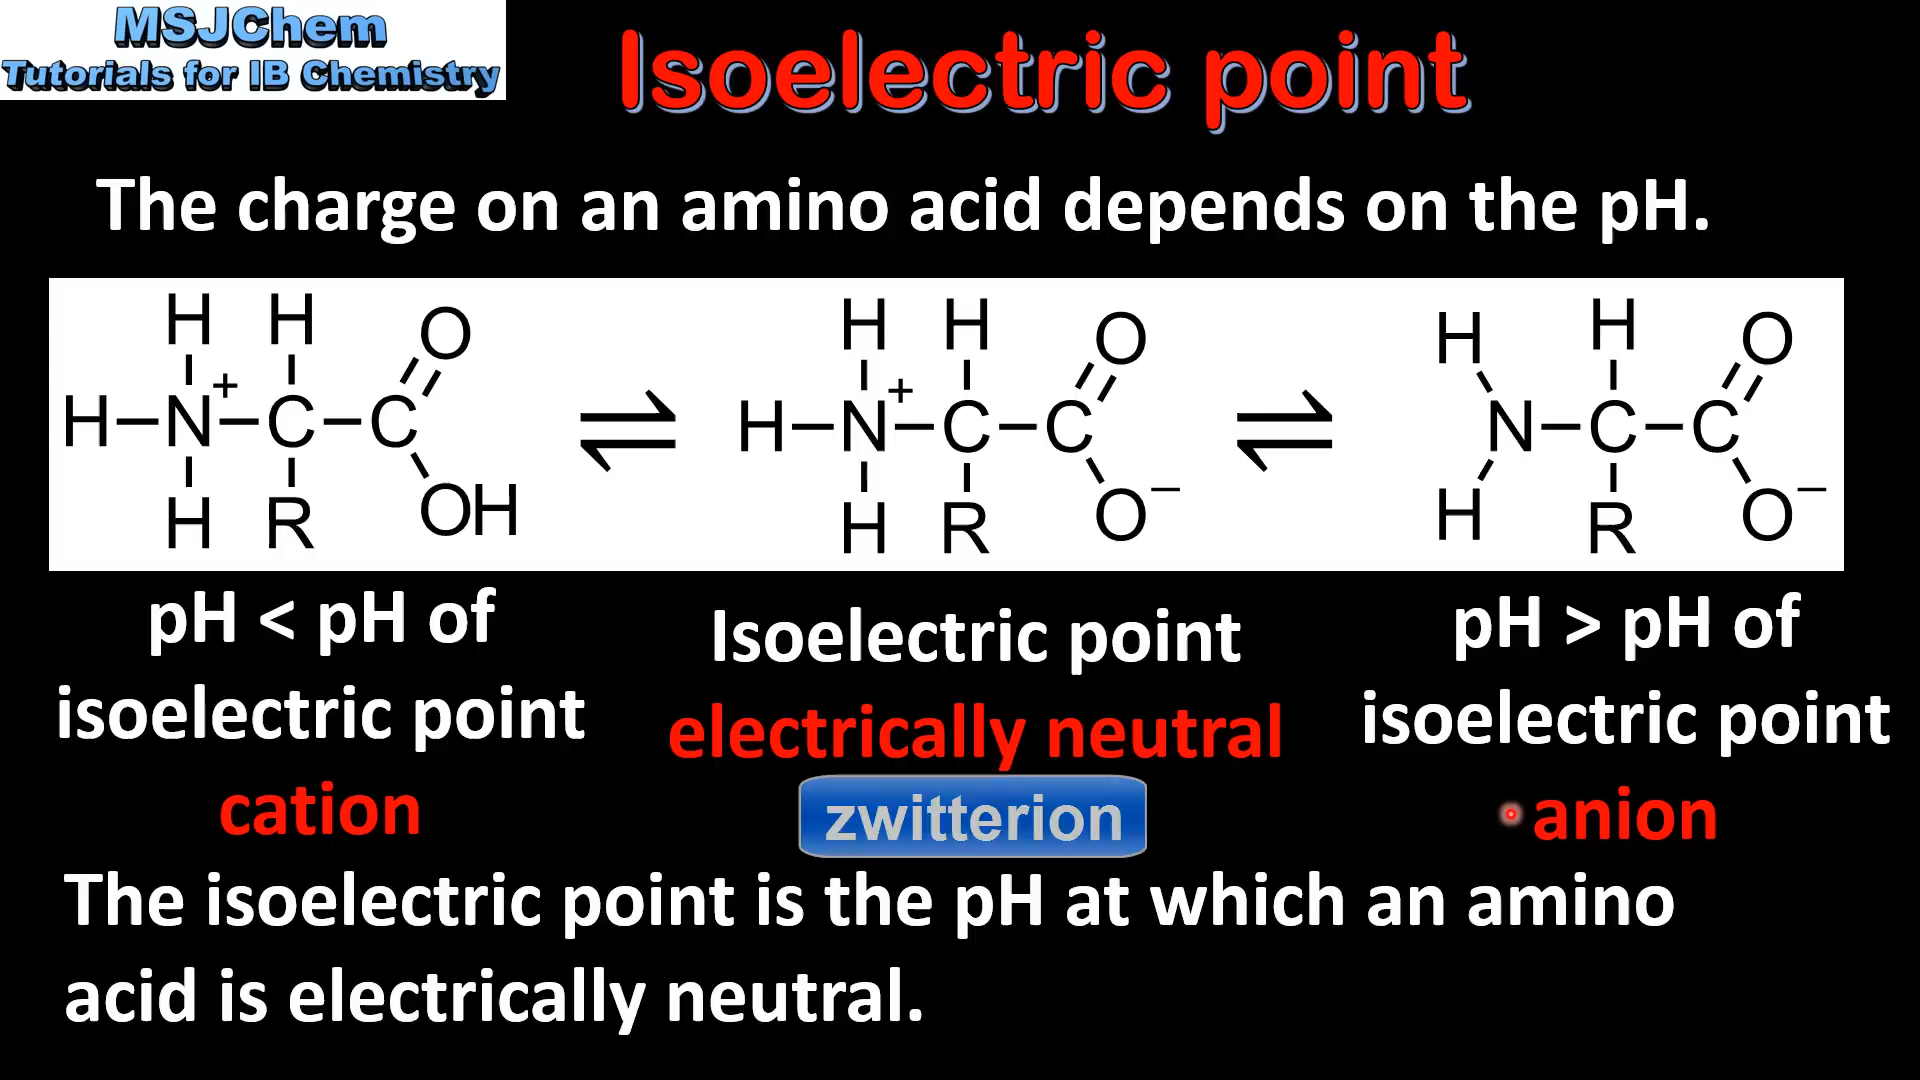 MSJChem
Tutorials for IB Chemistry
Isoelectric point
The charge on an amino acid depends on the pH.
H H O
H–N⁺–C–C
H R OH
⇌
H H O
H–N⁺–C–C
H R O⁻
⇌
H H O
N–C–C
H R O⁻
pH < pH of
isoelectric point
cation
Isoelectric point
electrically neutral
zwitterion
pH > pH of
isoelectric point
anion
The isoelectric point is the pH at which an amino
acid is electrically neutral.